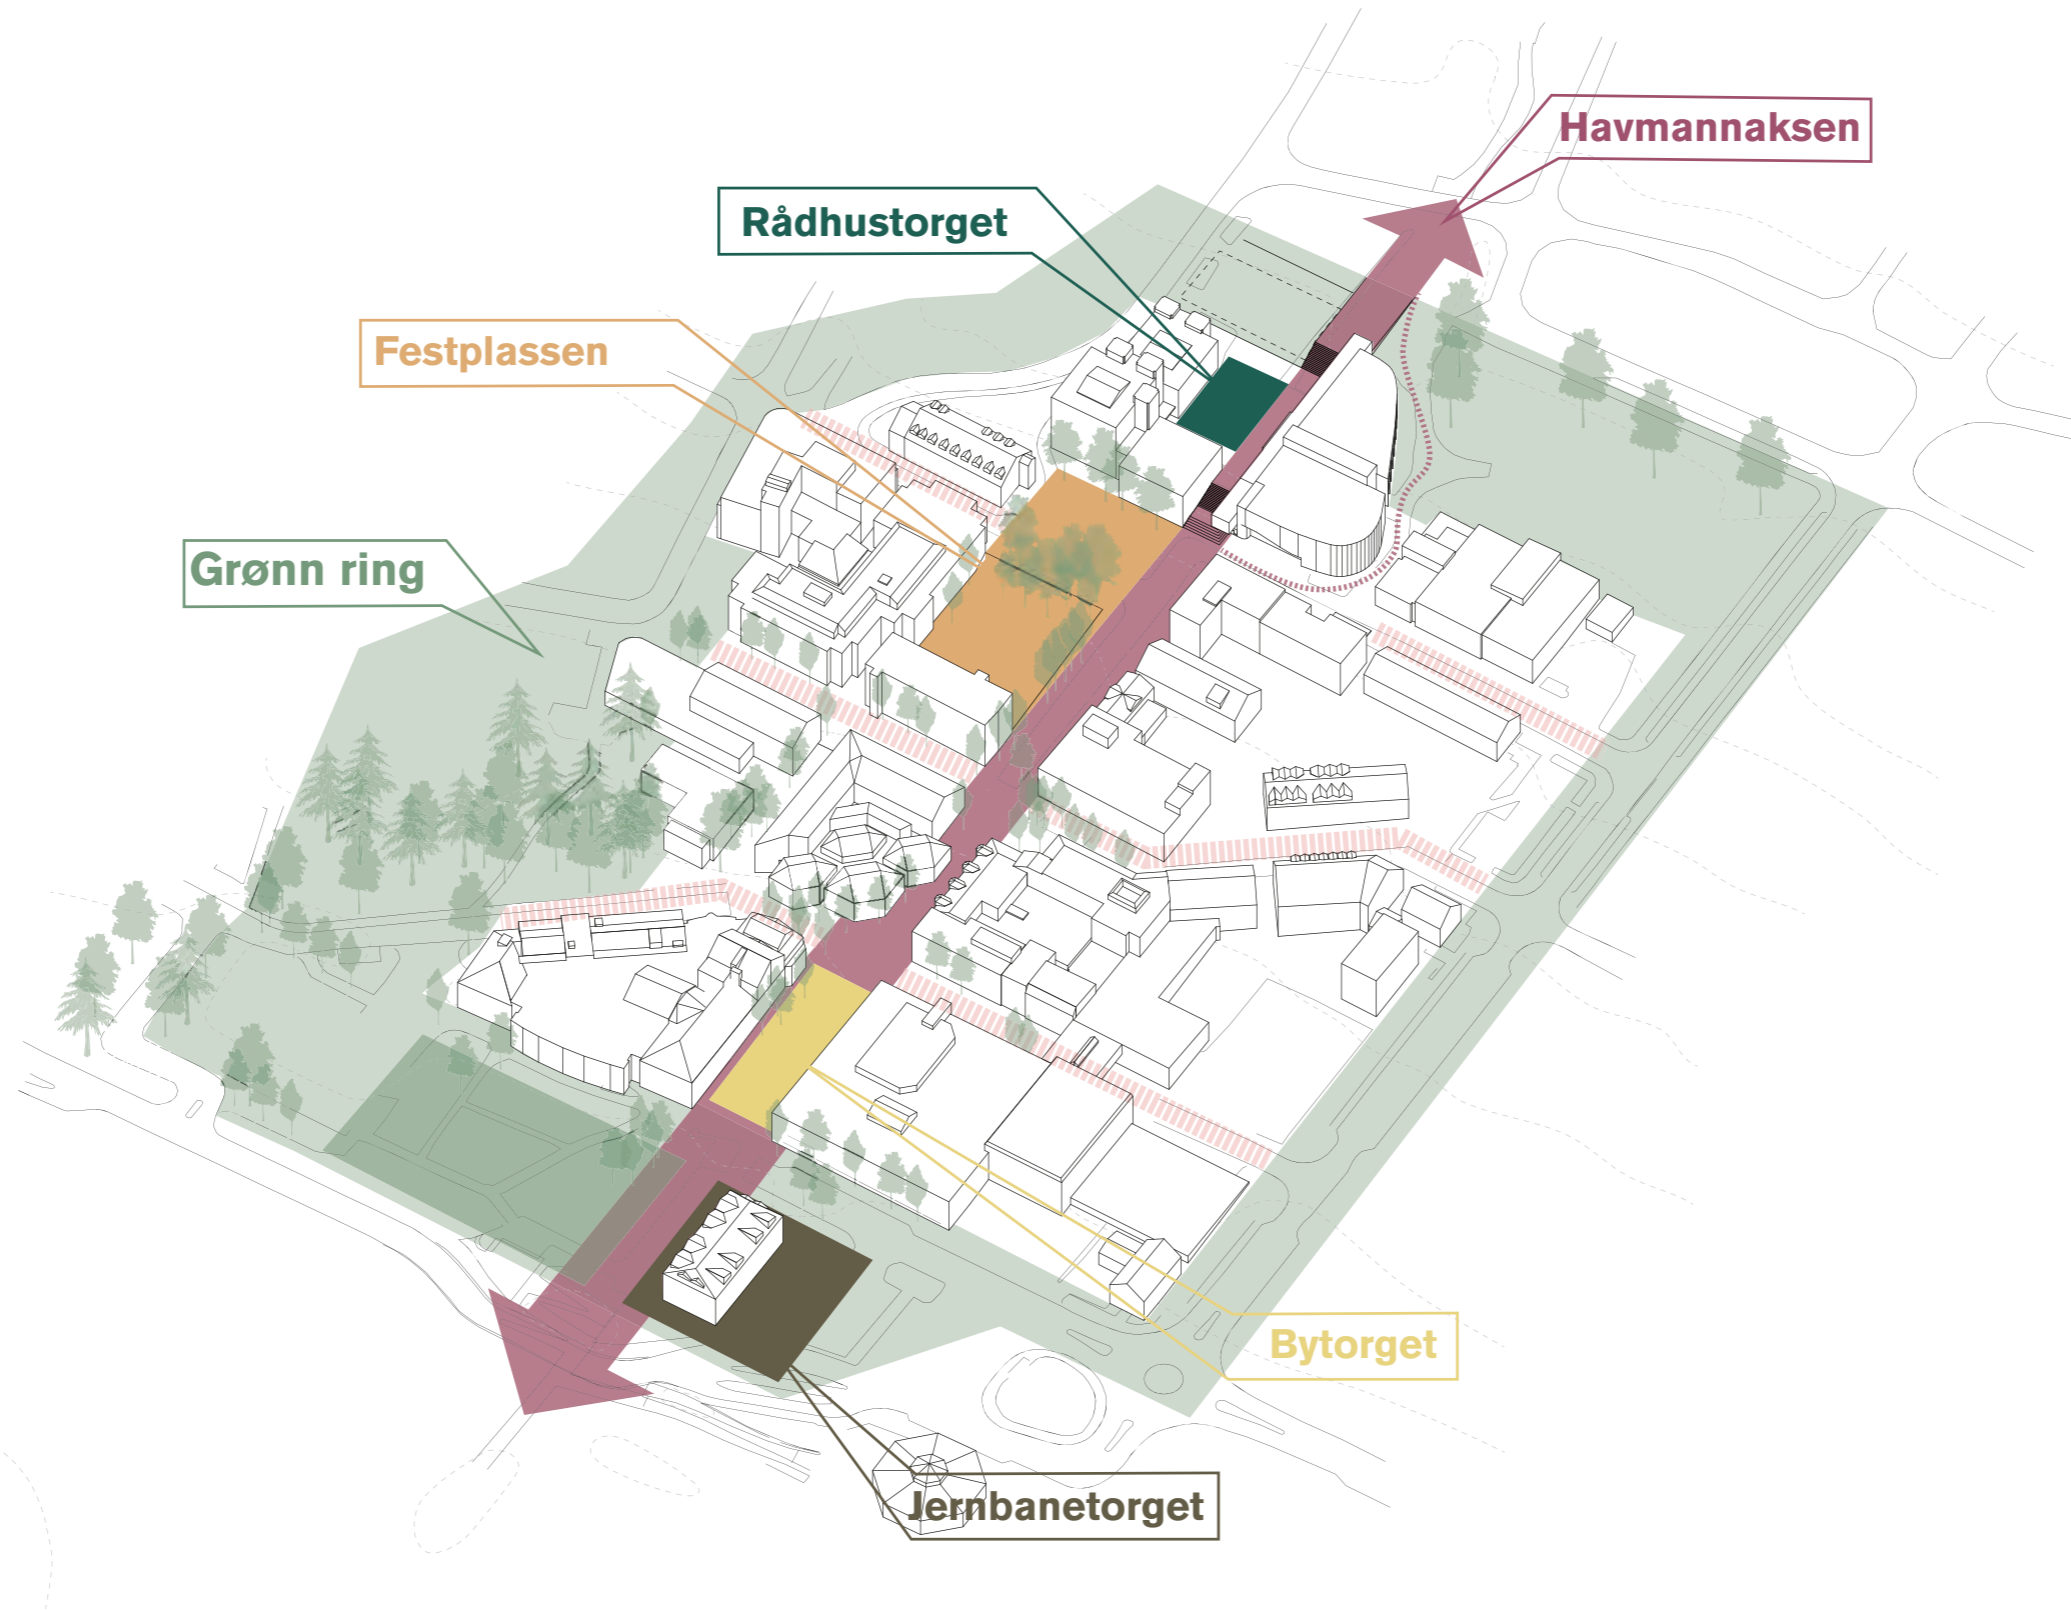 Havmannaksen
Rådhustorget
Festplassen
Grønn ring
Bytorget
Jernbanetorget